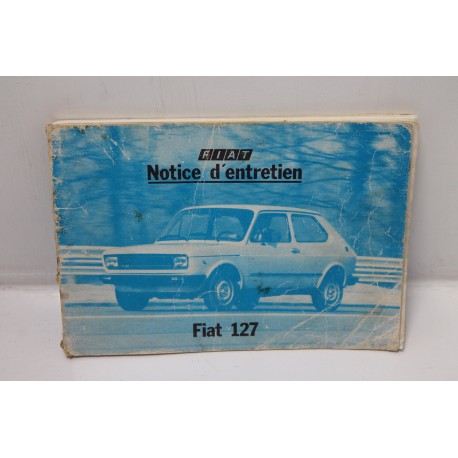 FIAT
Notice d'entretien
Fiat 127